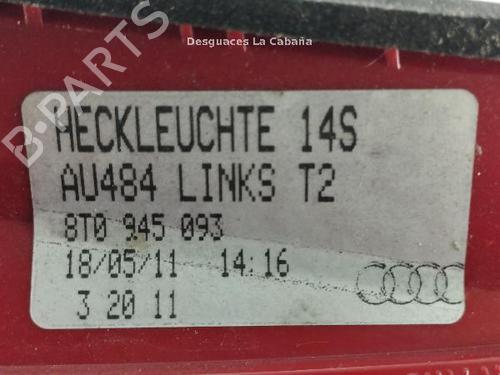 Desguaces La Cabaña
B-PARTS
HECKLEUCHTE 14S
AU484 LINKS T2
8T0 945 093
18/05/11 14:16
3 20 11